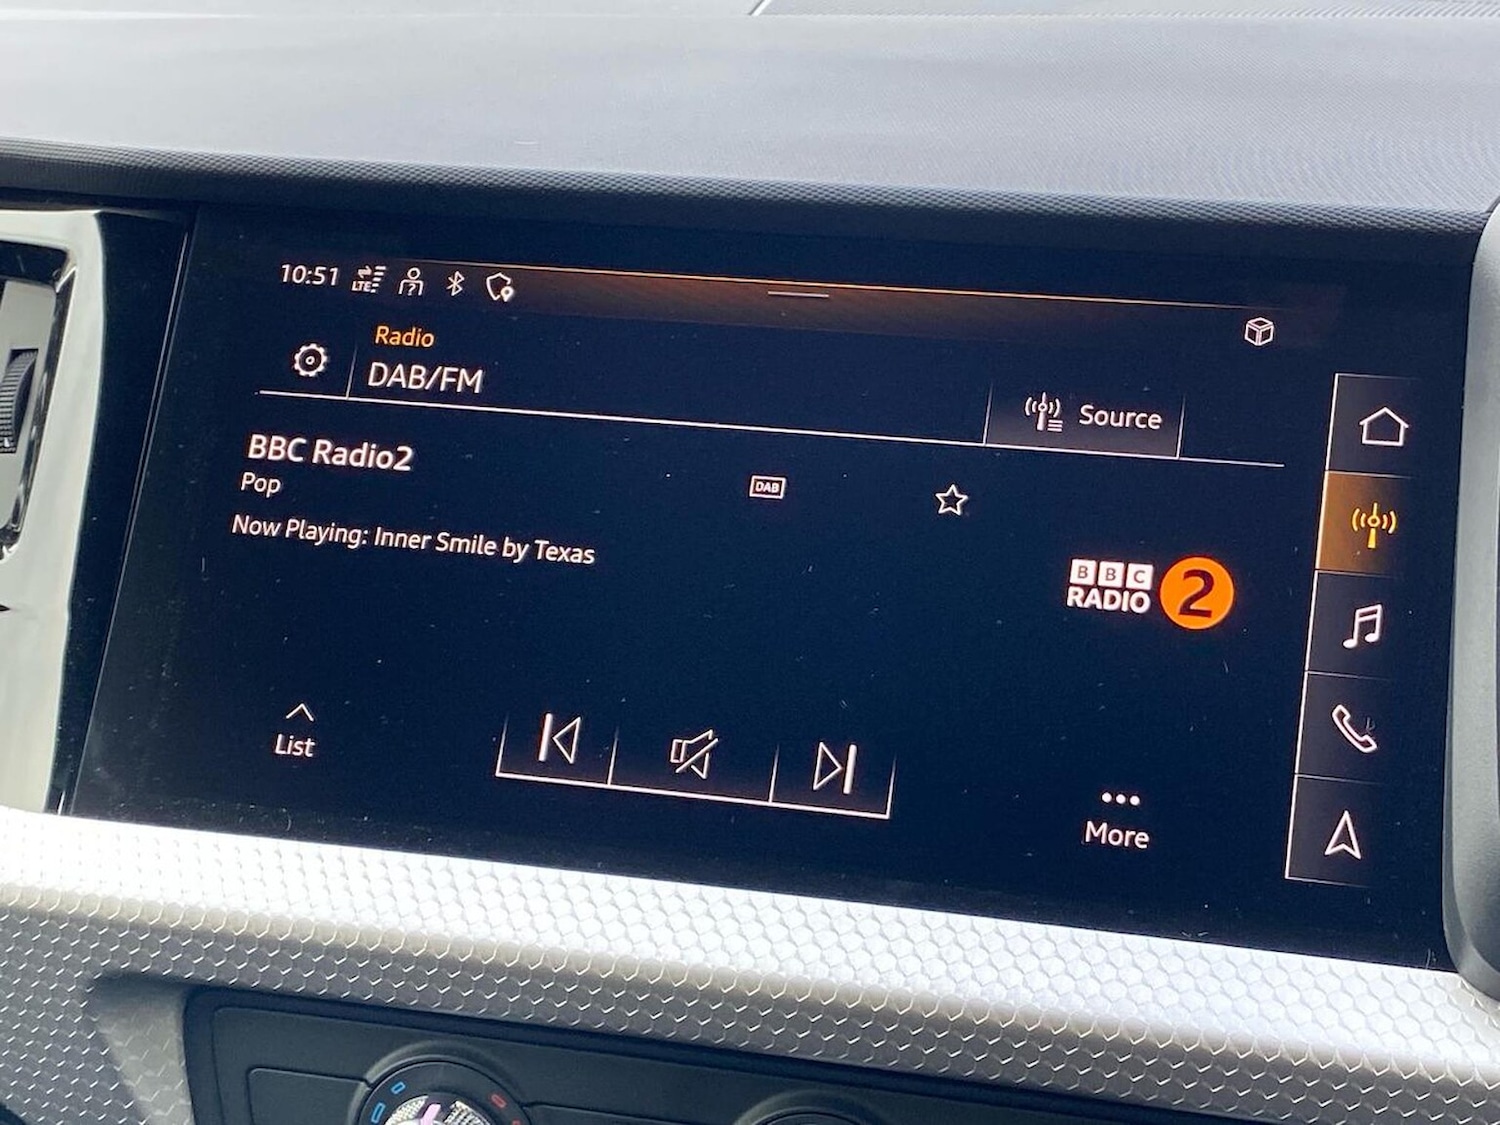 10:51
LTE
Radio
DAB/FM
Source
BBC Radio2
Pop
DAB
Now Playing: Inner Smile by Texas
BBC
RADIO 2
List
More